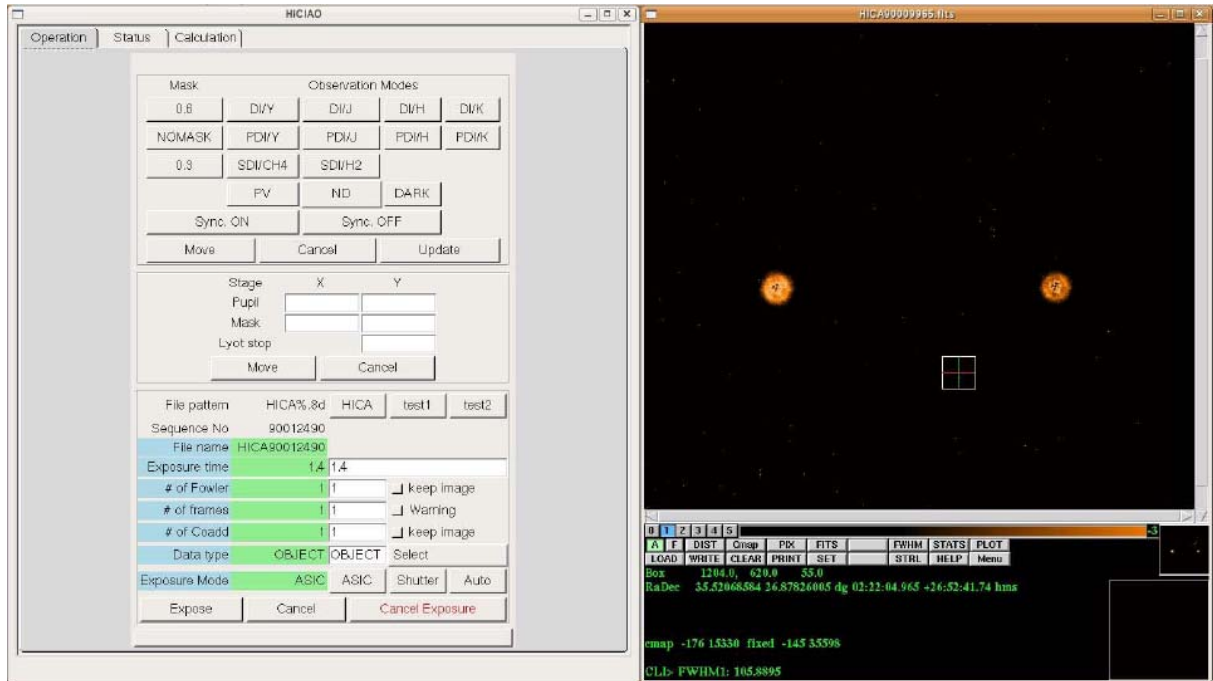 HICIAO
Operation Status Calculation
Mask Observation Modes
0.6 DI/Y DI/J DI/H DI/K
NOMASK PDI/Y PDI/J PDI/H PDI/K
0.3 SDI/CH4 SDI/H2
PV ND DARK
Sync. ON Sync. OFF
Move Cancel Update
Stage X Y
Pupil
Mask
Lyot stop
Move Cancel
File pattern HICA%.8d HICA test1 test2
Sequence No 90012490
File name HICA90012490
Exposure time 1.4 1.4
# of Fowler 1 1 keep image
# of frames 1 1 Warning
# of Coadd 1 1 keep image
Data type OBJECT OBJECT Select
Exposure Mode ASIC ASIC Shutter Auto
Expose Cancel Cancel Exposure
HICA90009965.fits
0 1 2 3 4 5 -3
A F DIST Cmap PIX FITS FWHM STATS PLOT
LOAD WRITE CLEAR PRINT SET STRL HELP Menu
Box 1204.0, 620.0 55.0
RaDec 35.52068584 26.87826005 dg 02:22:04.965 +26:52:41.74 hms
cmap -176 15330 fixed -145 35598
CLI> FWHM1: 105.8895